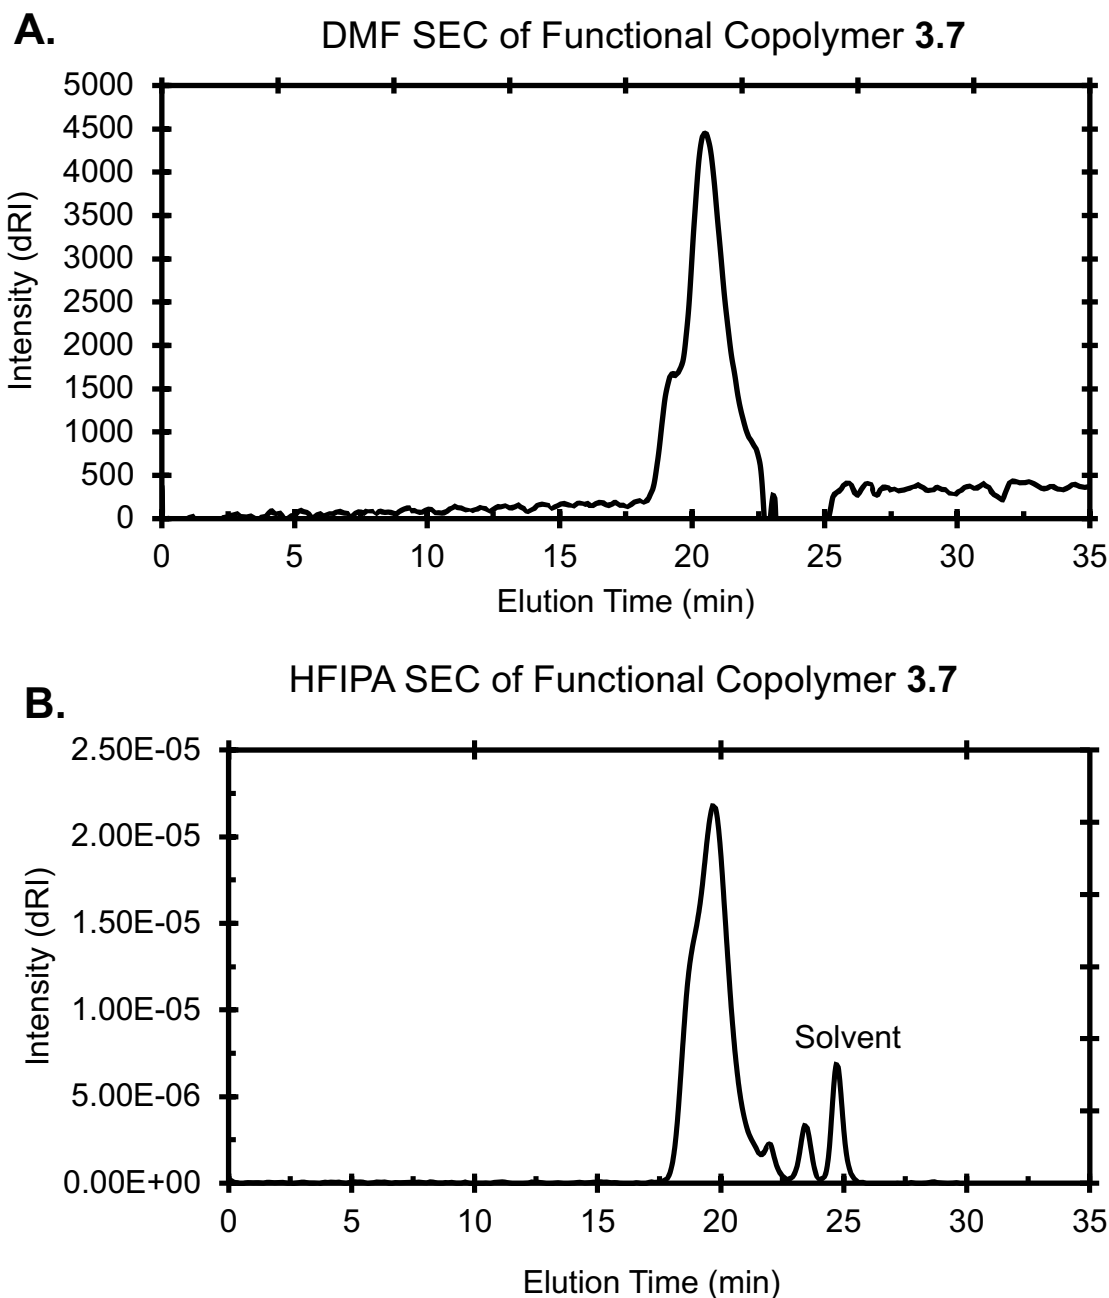 A.
DMF SEC of Functional Copolymer 3.7
5000
4500
4000
3500
3000
2500
2000
1500
1000
500
0
Intensity (dRI)
0 5 10 15 20 25 30 35
Elution Time (min)
HFIPA SEC of Functional Copolymer 3.7
B.
2.50E-05
2.00E-05
1.50E-05
1.00E-05
5.00E-06
0.00E+00
Intensity (dRI)
Solvent
0 5 10 15 20 25 30 35
Elution Time (min)